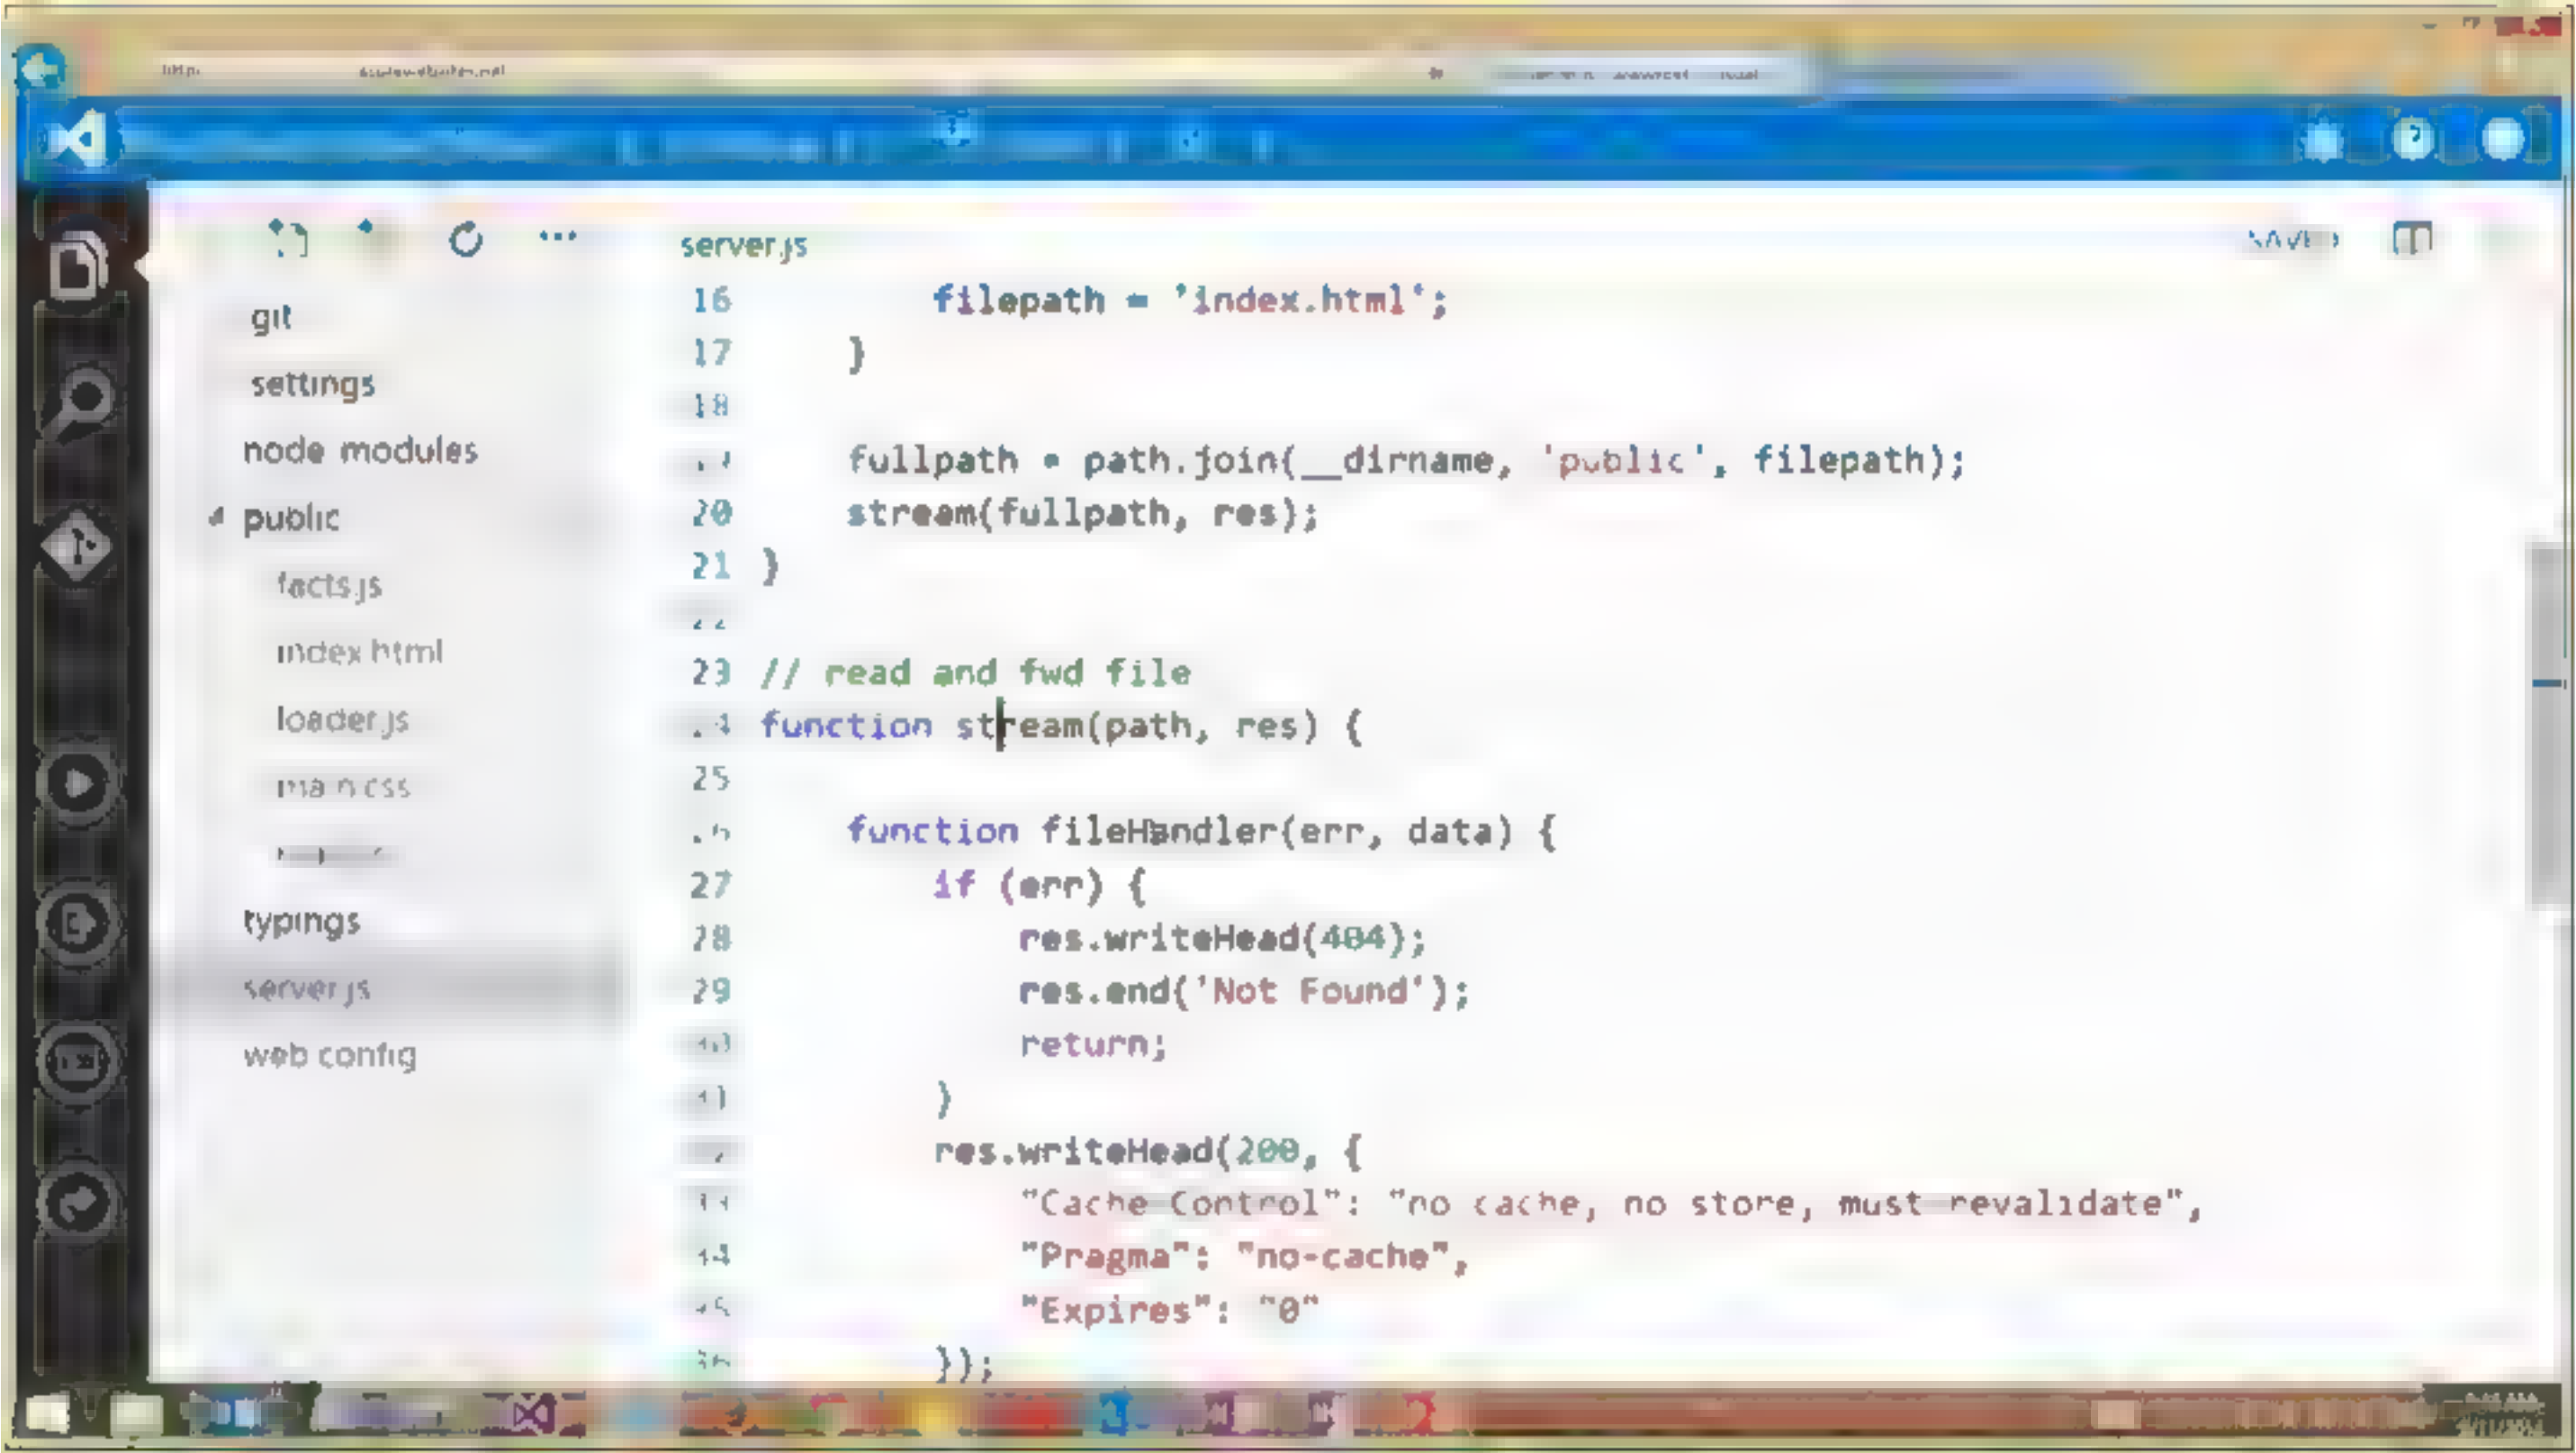 server.js
git
settings
node modules
public
facts.js
index html
loader.js
main css
typings
server.js
web config
16 filepath = 'index.html';
17 }
18
fullpath = path.join(__dirname, 'public', filepath);
20 stream(fullpath, res);
21 }
23 // read and fwd file
function stream(path, res) {
25
function fileHandler(err, data) {
27 if (err) {
28 res.writeHead(404);
29 res.end('Not Found');
return;
}
res.writeHead(200, {
"Cache Control": "no cache, no store, must-revalidate",
"Pragma": "no-cache",
"Expires": "0"
});